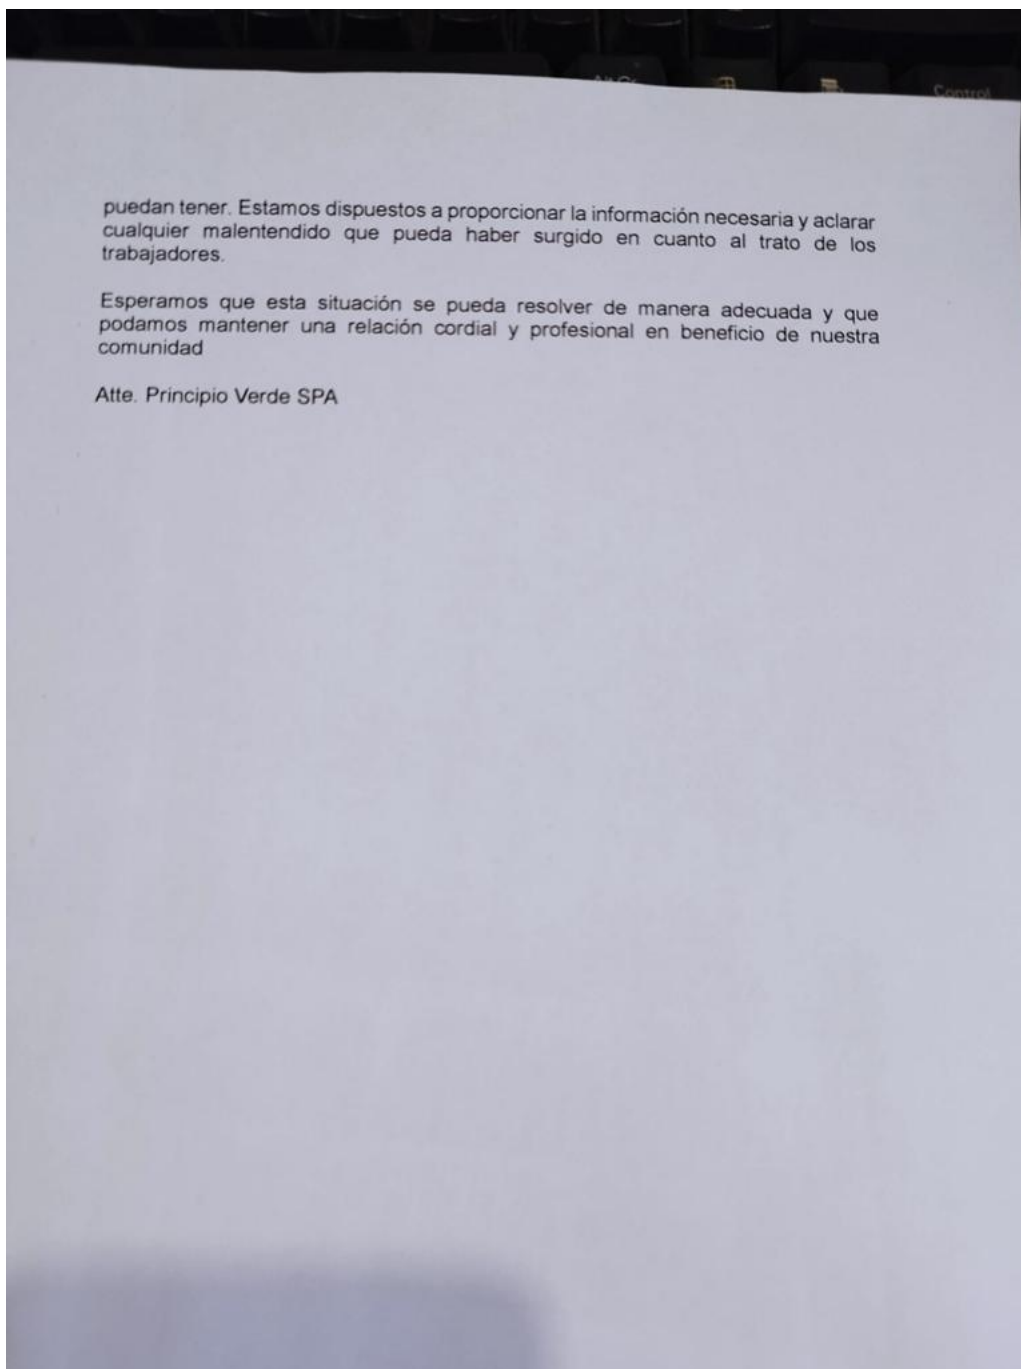 Control
puedan tener. Estamos dispuestos a proporcionar la información necesaria y aclarar
cualquier malentendido que pueda haber surgido en cuanto al trato de los
trabajadores.
Esperamos que esta situación se pueda resolver de manera adecuada y que
podamos mantener una relación cordial y profesional en beneficio de nuestra
comunidad
Atte. Principio Verde SPA